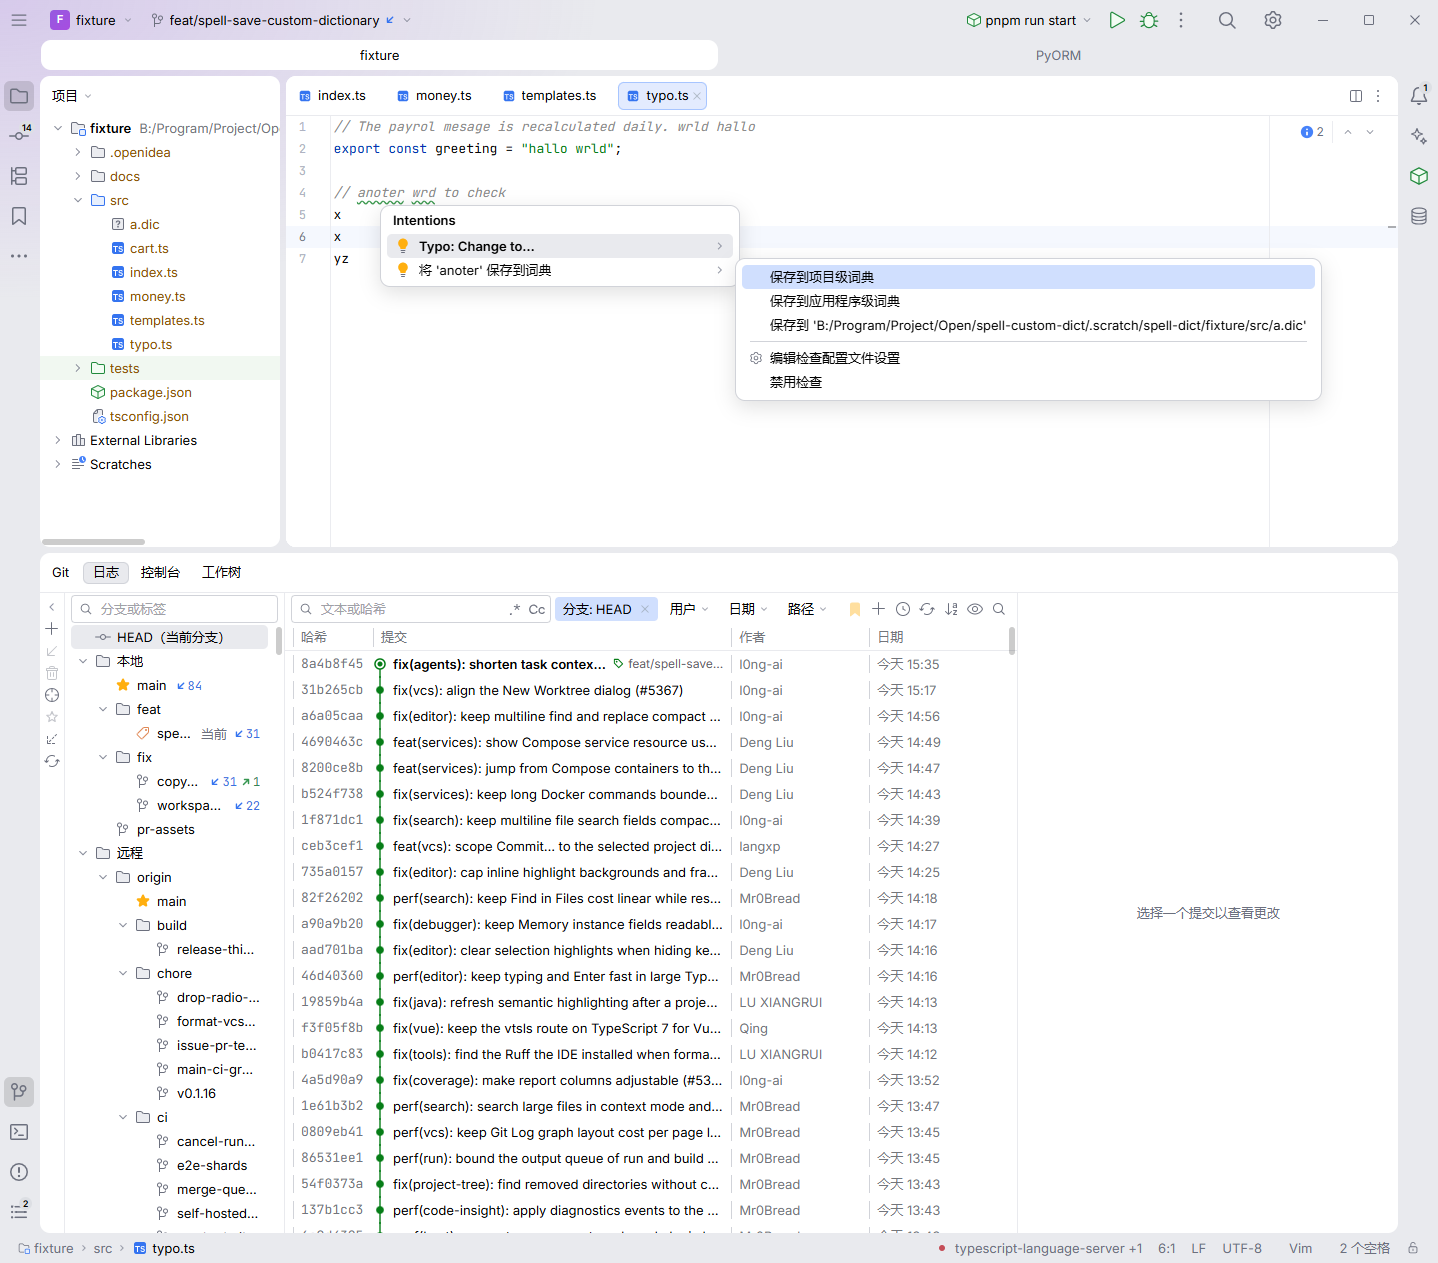 F fixture feat/spell-save-custom-dictionary pnpm run start
fixture PyORM
项目
fixture B:/Program/Project/Ope
.openidea
docs
src
a.dic
cart.ts
index.ts
money.ts
templates.ts
typo.ts
tests
package.json
tsconfig.json
External Libraries
Scratches
14
1
index.ts money.ts templates.ts typo.ts
1 // The payrol mesage is recalculated daily. wrld hallo
2 export const greeting = "hallo wrld";
3
4 // anoter wrd to check
5 x
6 x
7 yz
2
Intentions
Typo: Change to...
将 'anoter' 保存到词典
保存到项目级词典
保存到应用程序级词典
保存到 'B:/Program/Project/Open/spell-custom-dict/.scratch/spell-dict/fixture/src/a.dic'
编辑检查配置文件设置
禁用检查
Git 日志 控制台 工作树
分支或标签
HEAD（当前分支）
本地
main 84
feat
spe... 当前 31
fix
copy... 31 1
workspa... 22
pr-assets
远程
origin
main
build
release-thi...
chore
drop-radio-...
format-vcs...
issue-pr-te...
main-ci-gr...
v0.1.16
ci
cancel-run...
e2e-shards
merge-que...
self-hosted...
文本或哈希 .* Cc 分支: HEAD 用户 日期 路径
哈希 提交 作者 日期
8a4b8f45 fix(agents): shorten task contex... feat/spell-save... l0ng-ai 今天 15:35
31b265cb fix(vcs): align the New Worktree dialog (#5367) l0ng-ai 今天 15:17
a6a05caa fix(editor): keep multiline find and replace compact ... l0ng-ai 今天 14:56
4690463c feat(services): show Compose service resource us... Deng Liu 今天 14:49
8200ce8b feat(services): jump from Compose containers to th... Deng Liu 今天 14:47
b524f738 fix(services): keep long Docker commands bounde... Deng Liu 今天 14:43
1f871dc1 fix(search): keep multiline file search fields compac... l0ng-ai 今天 14:39
ceb3cef1 feat(vcs): scope Commit... to the selected project di... langxp 今天 14:27
735a0157 fix(editor): cap inline highlight backgrounds and fra... Deng Liu 今天 14:25
82f26202 perf(search): keep Find in Files cost linear while res... Mr0Bread 今天 14:18
a90a9b20 fix(debugger): keep Memory instance fields readabl... l0ng-ai 今天 14:17
aad701ba fix(editor): clear selection highlights when hiding ke... Deng Liu 今天 14:16
46d40360 perf(editor): keep typing and Enter fast in large Typ... Mr0Bread 今天 14:16
19859b4a fix(java): refresh semantic highlighting after a proje... LU XIANGRUI 今天 14:13
f3f05f8b fix(vue): keep the vtsls route on TypeScript 7 for Vu... Qing 今天 14:13
b0417c83 fix(tools): find the Ruff the IDE installed when forma... LU XIANGRUI 今天 14:12
4a5d90a9 fix(coverage): make report columns adjustable (#53... l0ng-ai 今天 13:52
1e61b3b2 perf(search): search large files in context mode and... Mr0Bread 今天 13:47
0809eb41 perf(vcs): keep Git Log graph layout cost per page l... Mr0Bread 今天 13:45
86531ee1 perf(run): bound the output queue of run and build ... Mr0Bread 今天 13:45
54f0373a fix(project-tree): find removed directories without c... Mr0Bread 今天 13:43
137b1cc3 perf(code-insight): apply diagnostics events to the ... Mr0Bread 今天 13:43
选择一个提交以查看更改
2
fixture src typo.ts typescript-language-server +1 6:1 LF UTF-8 Vim 2 个空格